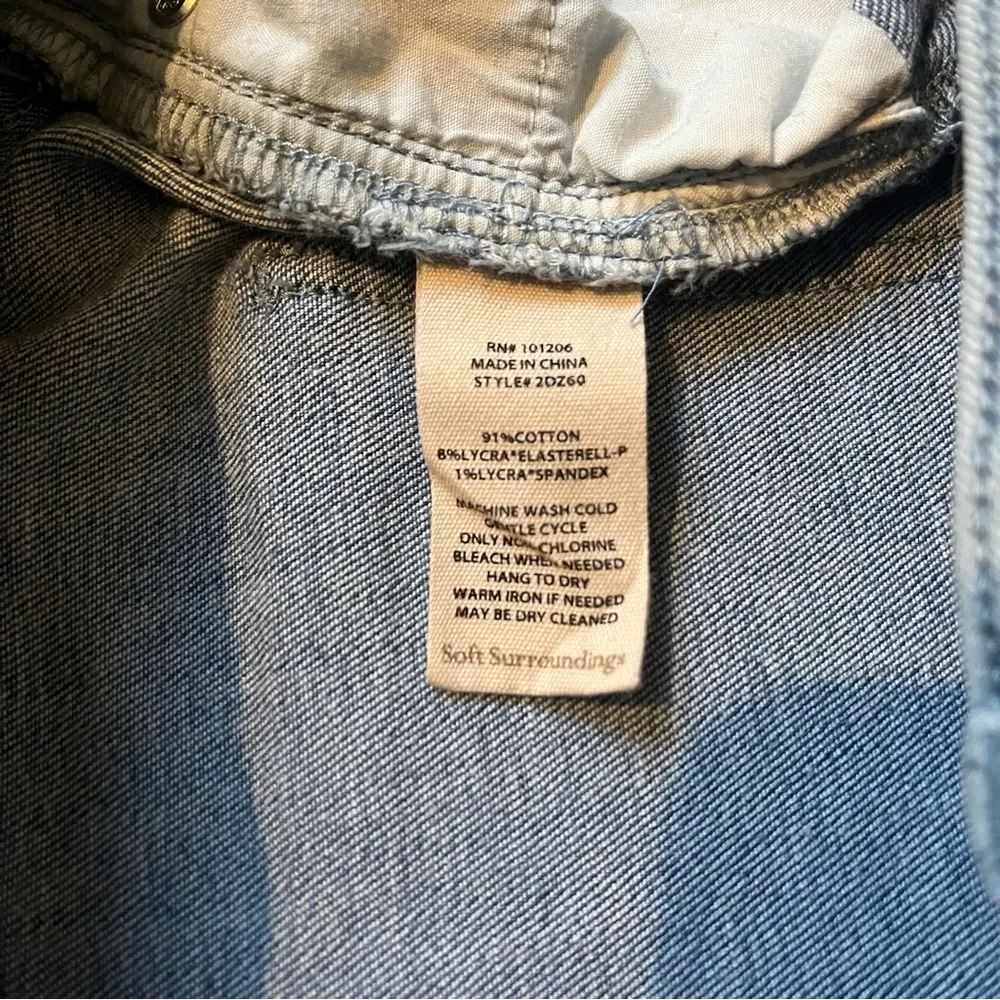 RN# 101206
MADE IN CHINA
STYLE# 2DZ60
91%COTTON
8%LYCRA*ELASTERELL-P
1%LYCRA*SPANDEX
MACHINE WASH COLD
GENTLE CYCLE
ONLY NON CHLORINE
BLEACH WHEN NEEDED
HANG TO DRY
WARM IRON IF NEEDED
MAY BE DRY CLEANED
Soft Surroundings